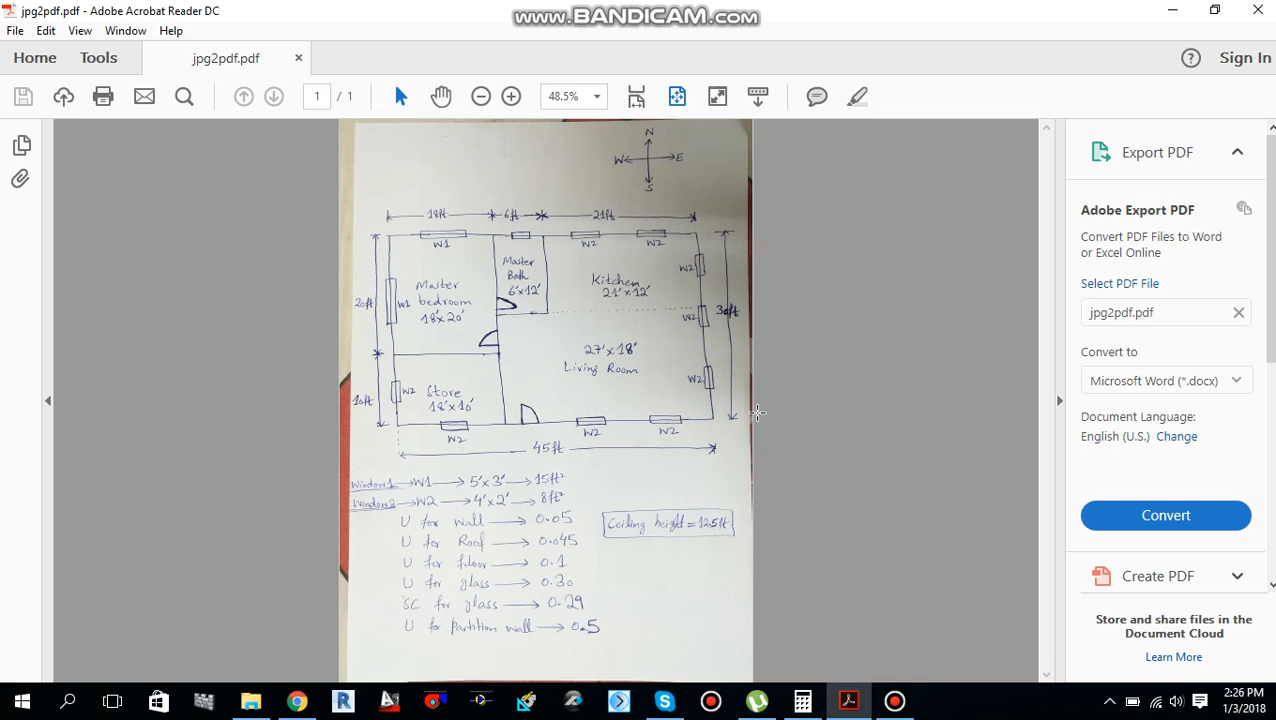 jpg2pdf.pdf - Adobe Acrobat Reader DC
WWW.BANDICAM.COM
File Edit View Window Help
Home Tools jpg2pdf.pdf Sign In
1 / 1 48.5%
N
W E
S
18ft 6ft 21ft
W1 W2 W2
Master
Bath
6'x12'
Master
bedroom
18'x20'
Kitchen
21'x12'
W2
20ft
W1
W2
30ft
27'x18'
Living Room
W2
W2
Store
18'x10'
10ft
W2 W2 W2
45ft
Window1 → W1 → 5'x3' → 15ft²
Window2 → W2 → 4'x2' → 8ft²
U for wall → 0.05
U for Roof → 0.045
U for floor → 0.1
U for glass → 0.30
SC for glass → 0.29
U for partition wall → 0.5
Ceiling height = 12.5ft
Export PDF
Adobe Export PDF
Convert PDF Files to Word
or Excel Online
Select PDF File
jpg2pdf.pdf
Convert to
Microsoft Word (*.docx)
Document Language:
English (U.S.) Change
Convert
Create PDF
Store and share files in the
Document Cloud
Learn More
2:26 PM
1/3/2018